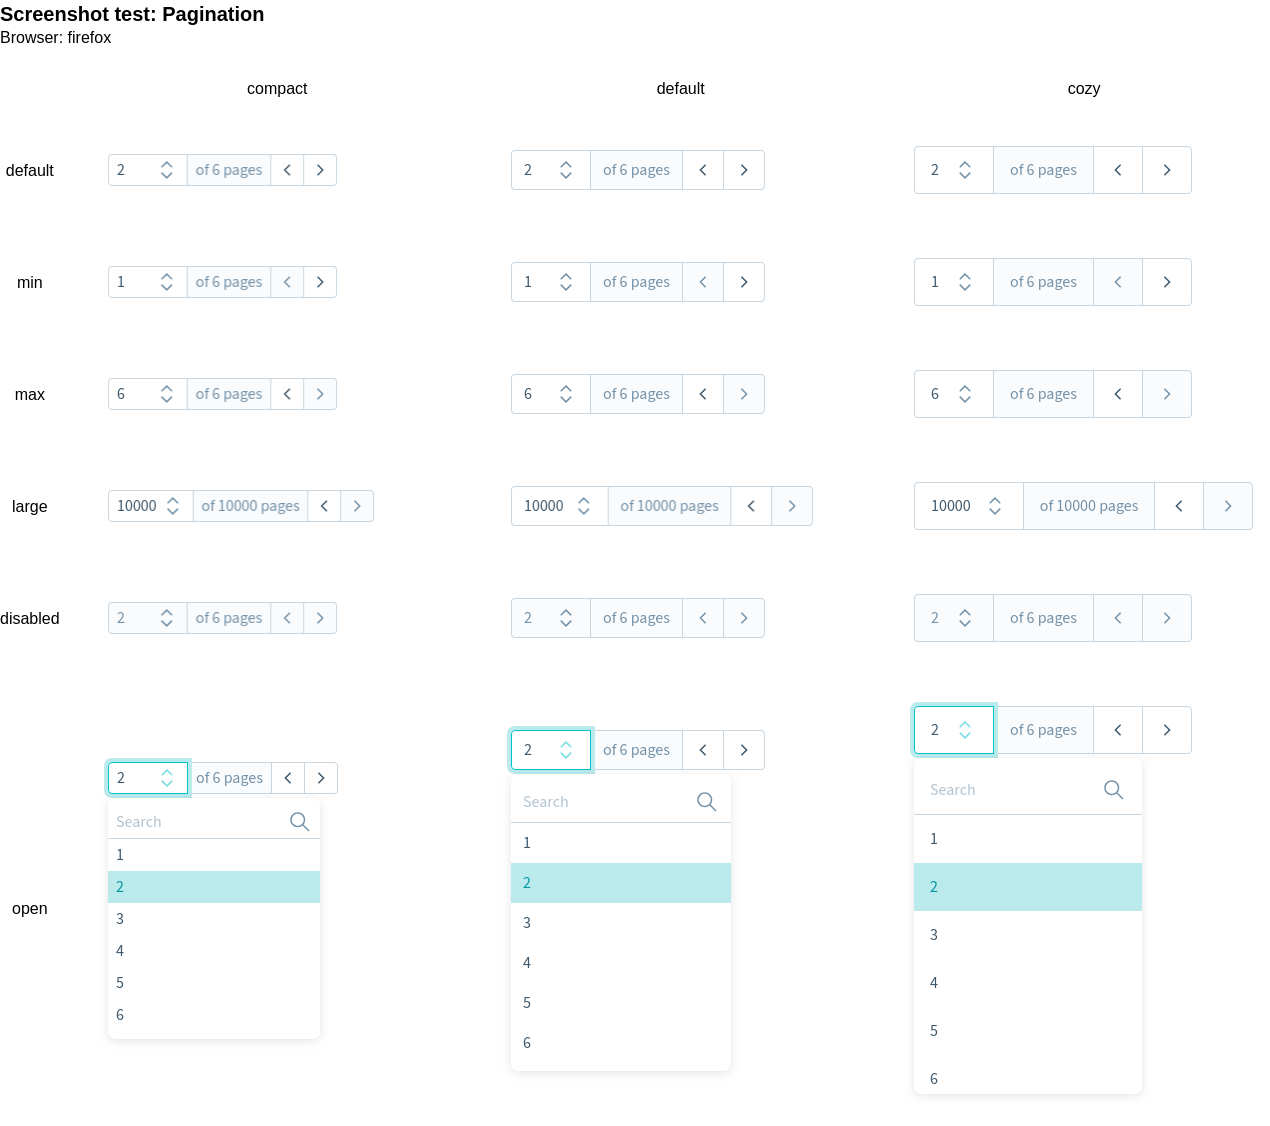 Screenshot test: Pagination
Browser: firefox
compact default cozy
default 2 of 6 pages 2 of 6 pages 2 of 6 pages
min 1 of 6 pages 1 of 6 pages 1 of 6 pages
max 6 of 6 pages 6 of 6 pages 6 of 6 pages
large 10000 of 10000 pages 10000 of 10000 pages 10000 of 10000 pages
disabled 2 of 6 pages 2 of 6 pages 2 of 6 pages
open
2 of 6 pages
Search
1
2
3
4
5
6
2 of 6 pages
Search
1
2
3
4
5
6
2 of 6 pages
Search
1
2
3
4
5
6